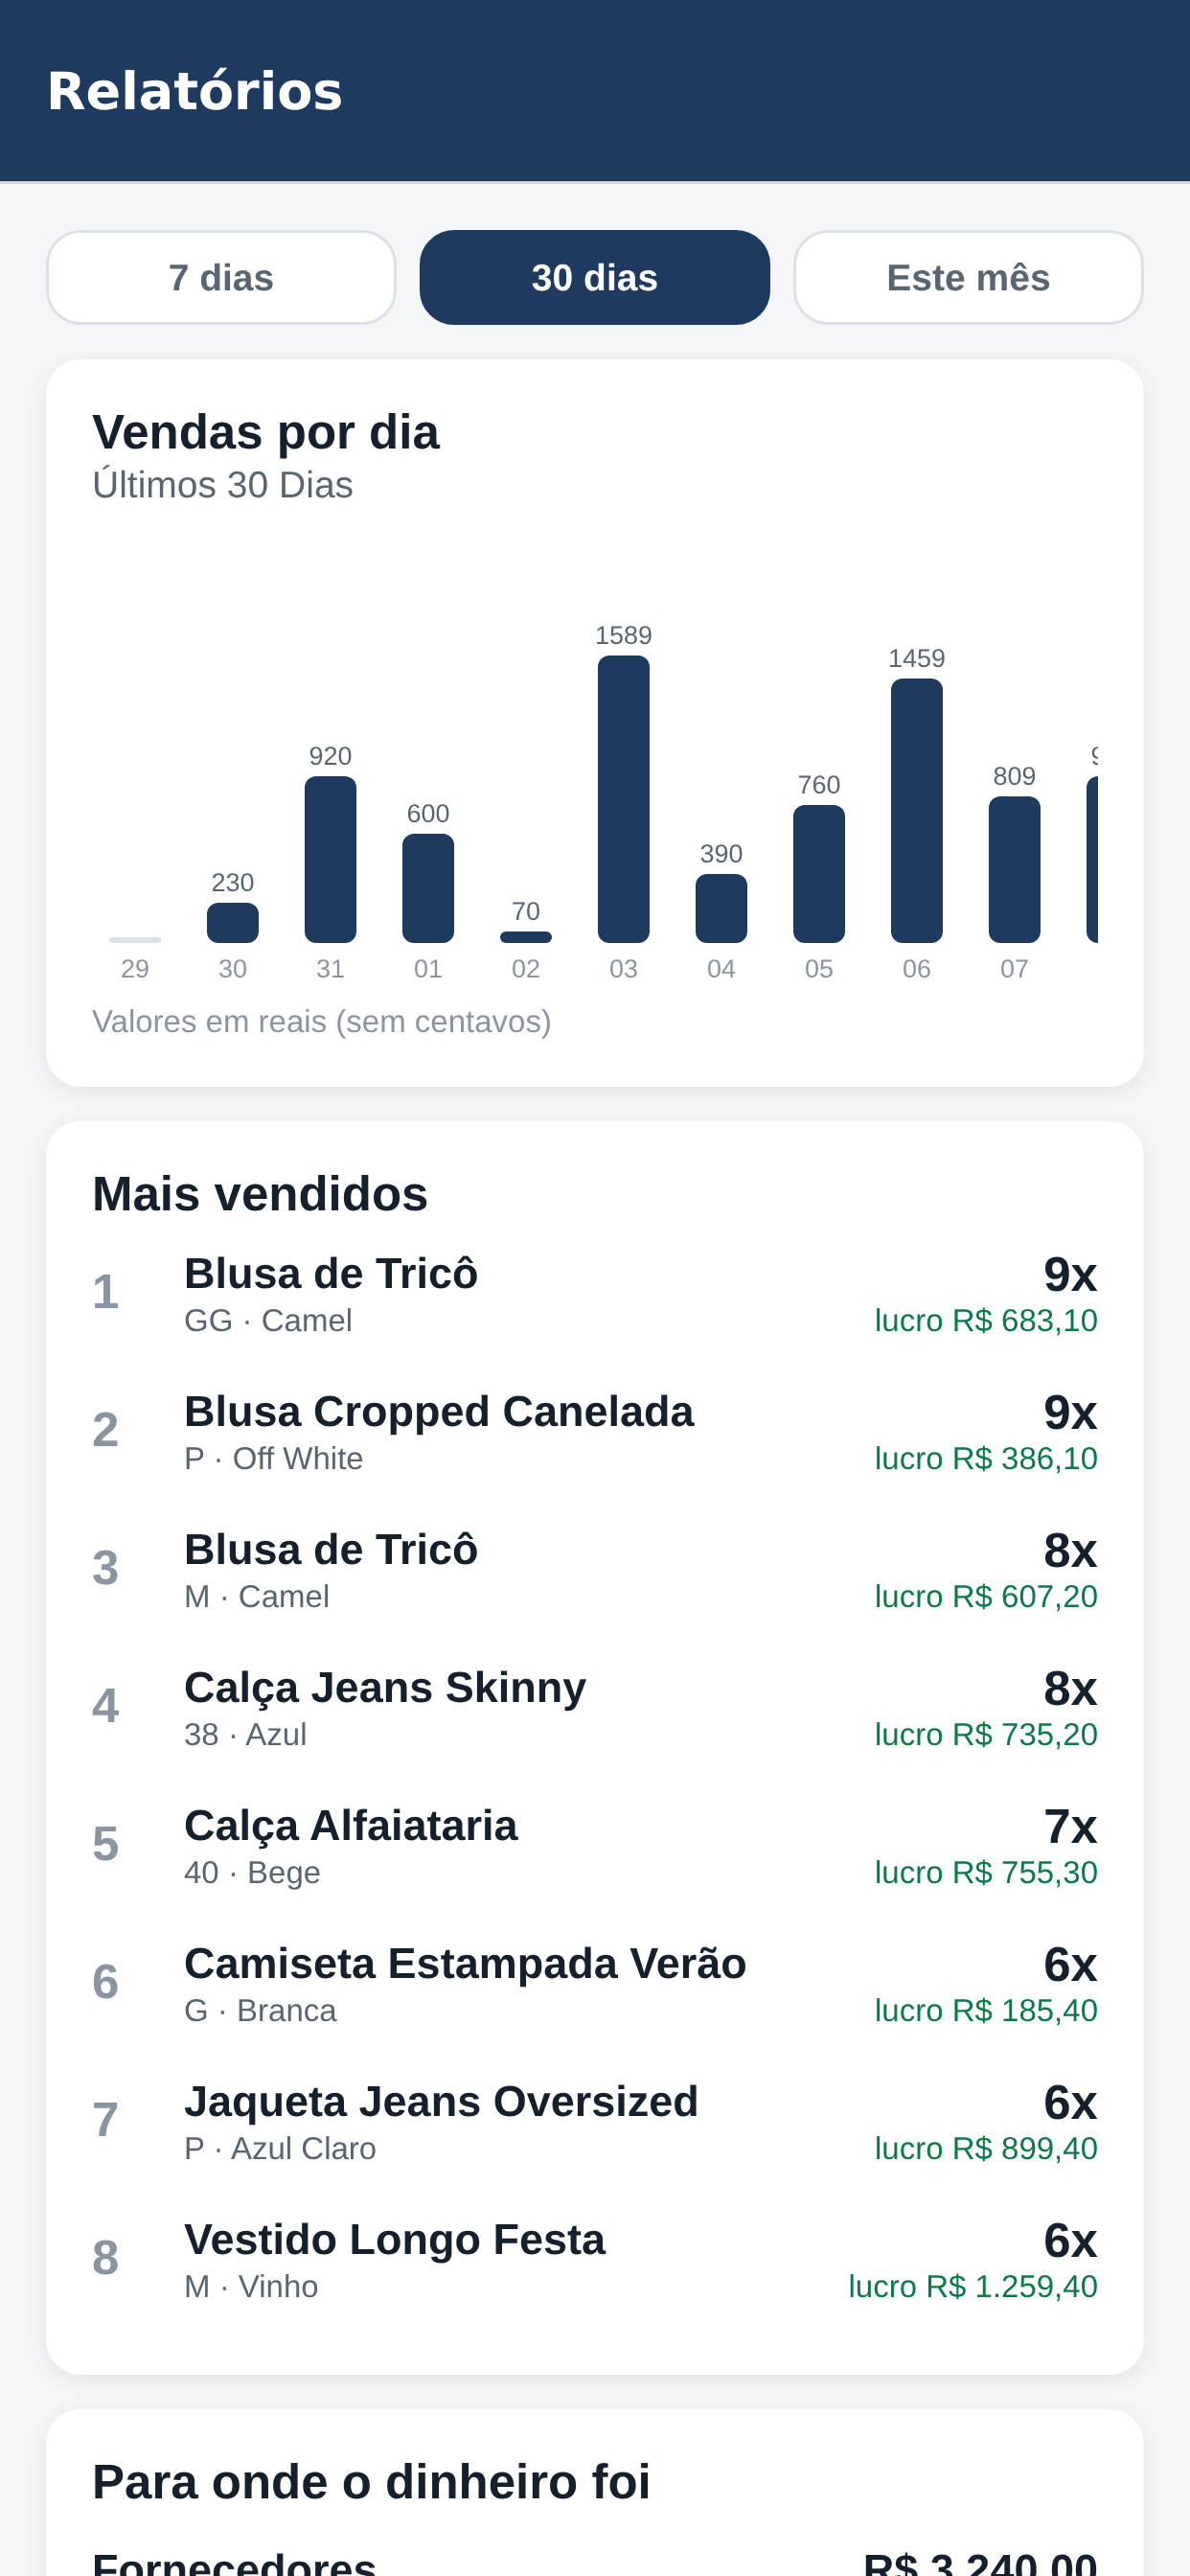 Relatórios
7 dias 30 dias Este mês
Vendas por dia
Últimos 30 Dias
1589
1459
920
809
760
600
390
230
70
29 30 31 01 02 03 04 05 06 07
Valores em reais (sem centavos)
Mais vendidos
1 Blusa de Tricô 9x
GG · Camel lucro R$ 683,10
2 Blusa Cropped Canelada 9x
P · Off White lucro R$ 386,10
3 Blusa de Tricô 8x
M · Camel lucro R$ 607,20
4 Calça Jeans Skinny 8x
38 · Azul lucro R$ 735,20
5 Calça Alfaiataria 7x
40 · Bege lucro R$ 755,30
6 Camiseta Estampada Verão 6x
G · Branca lucro R$ 185,40
7 Jaqueta Jeans Oversized 6x
P · Azul Claro lucro R$ 899,40
8 Vestido Longo Festa 6x
M · Vinho lucro R$ 1.259,40
Para onde o dinheiro foi
Fornecedores R$ 3.240,00